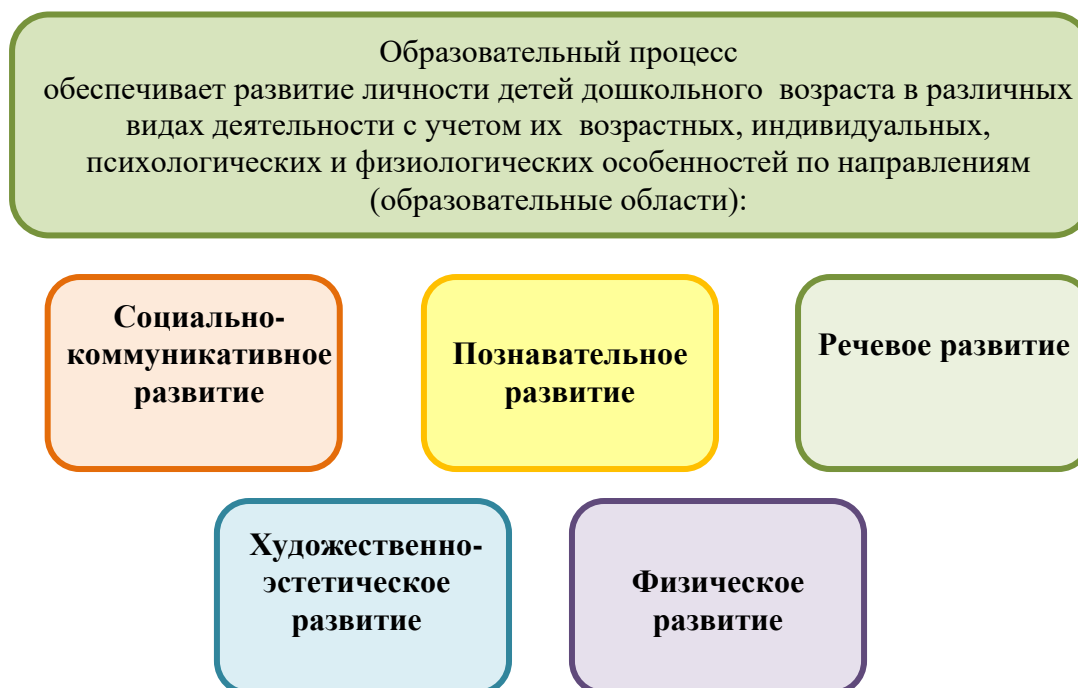 Образовательный процесс
обеспечивает развитие личности детей дошкольного возраста в различных
видах деятельности с учетом их возрастных, индивидуальных,
психологических и физиологических особенностей по направлениям
(образовательные области):
Социально-
коммуникативное
развитие
Познавательное
развитие
Речевое развитие
Художественно-
эстетическое
развитие
Физическое
развитие